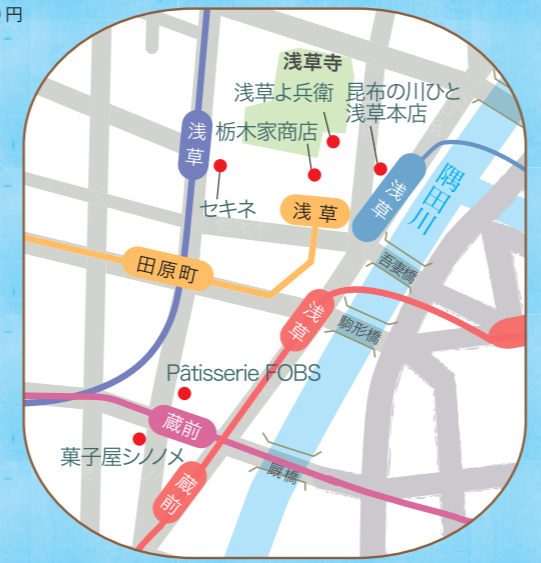 円
浅草寺
浅草よ兵衛
昆布の川ひと
浅草本店
栃木家商店
浅草
セキネ
浅草
浅草
隅田川
田原町
吾妻橋
浅草
駒形橋
Pâtisserie FOBS
蔵前
菓子屋シノノメ
蔵前
厩橋